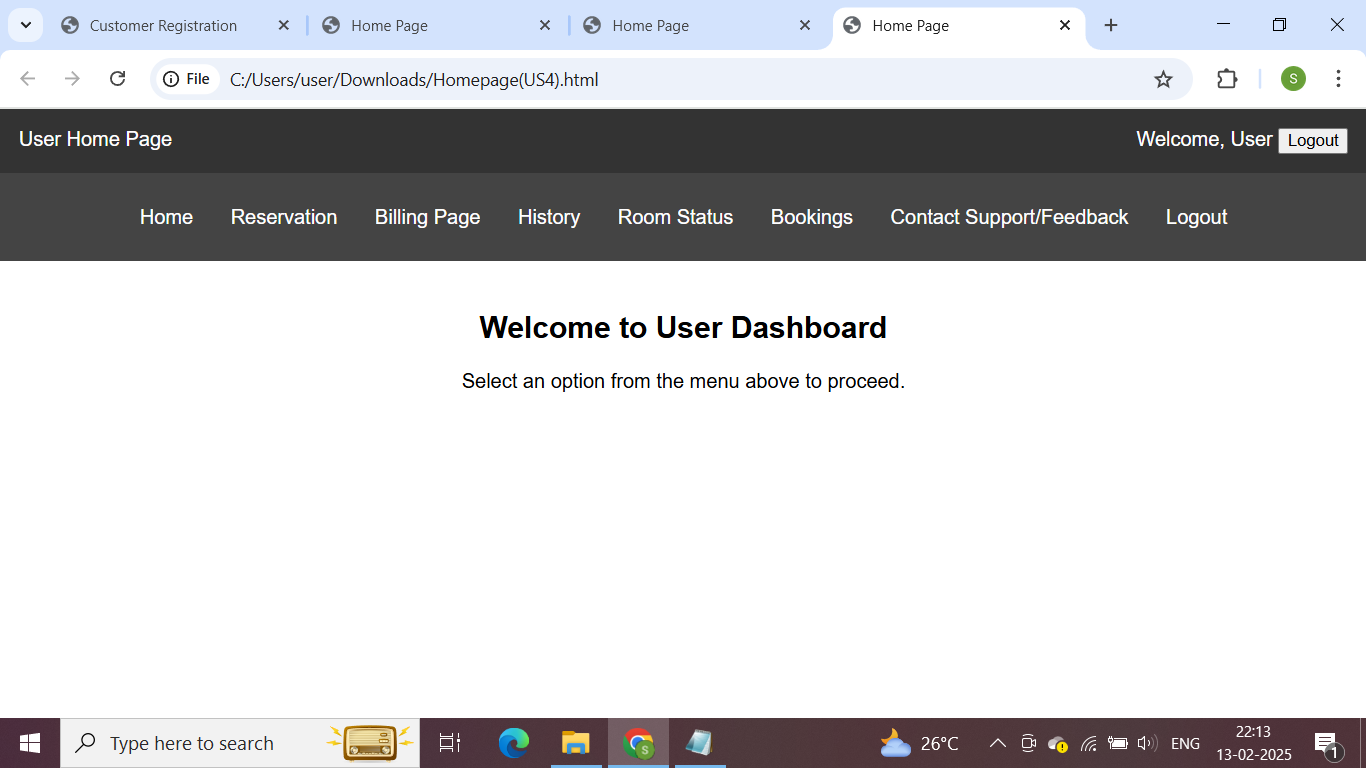 Customer Registration Home Page Home Page Home Page
File C:/Users/user/Downloads/Homepage(US4).html S
User Home Page Welcome, User Logout
Home Reservation Billing Page History Room Status Bookings Contact Support/Feedback Logout
Welcome to User Dashboard
Select an option from the menu above to proceed.
Type here to search S 26°C ENG 22:13 1
13-02-2025